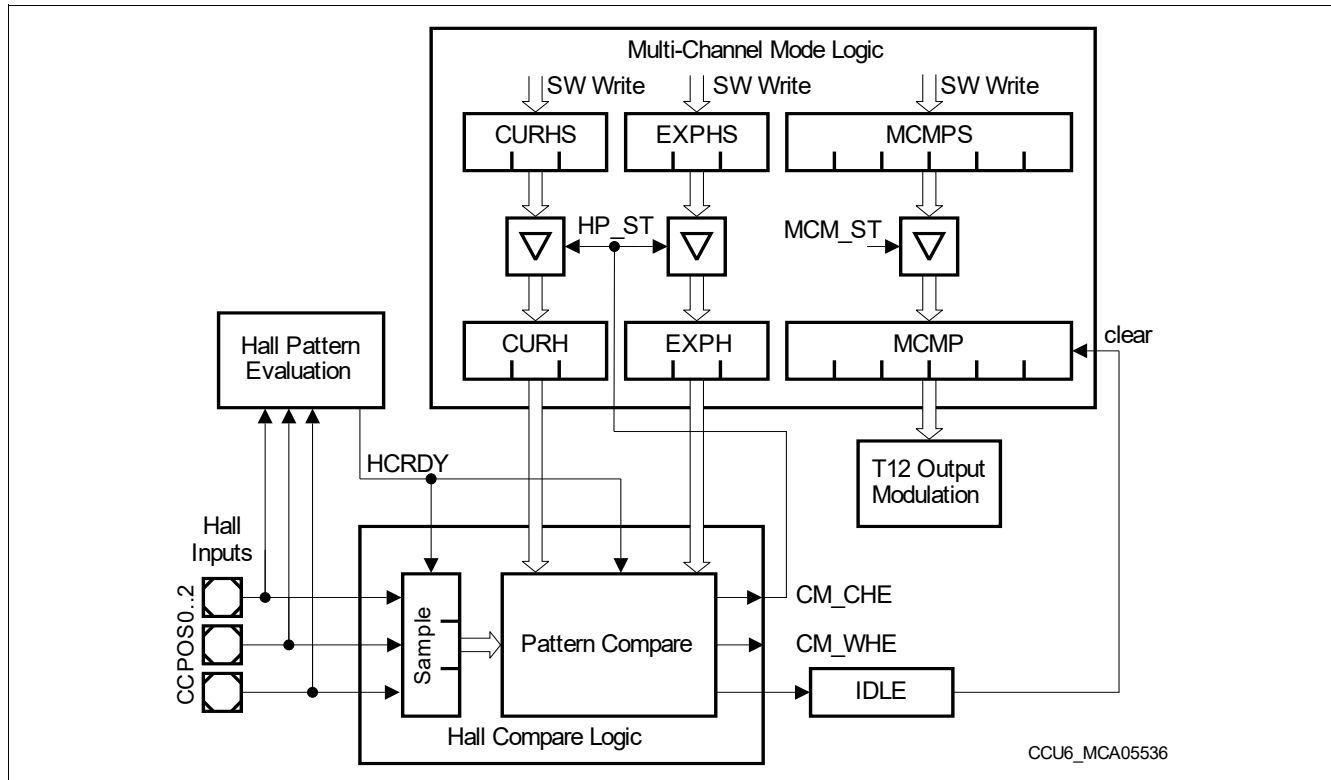 Multi-Channel Mode Logic
SW Write
SW Write
SW Write
CURHS
EXPHS
MCMPS
HP_ST
MCM_ST
CURH
EXPH
MCMP
clear
Hall Pattern
Evaluation
T12 Output
Modulation
HCRDY
Hall
Inputs
CCPOS0..2
Sample
Pattern Compare
CM_CHE
CM_WHE
IDLE
Hall Compare Logic
CCU6_MCA05536